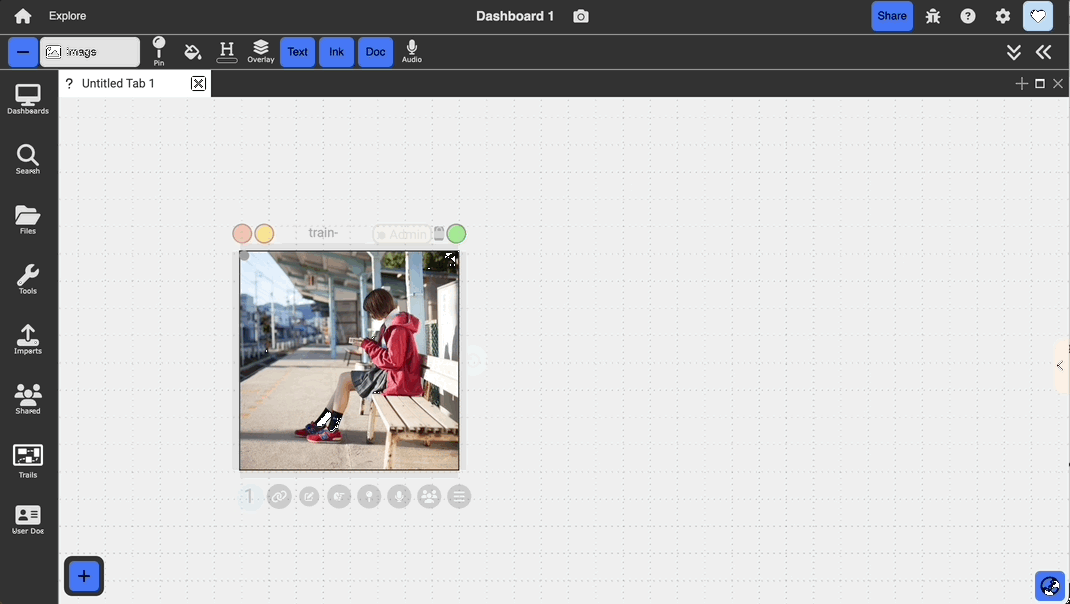 Explore
Dashboard 1
Share
Image
Pin
H
Overlay
Text
Ink
Doc
Audio
? Untitled Tab 1
Dashboards
Search
Files
Tools
Imports
Shared
Trails
User Doc
train-
Admin
1